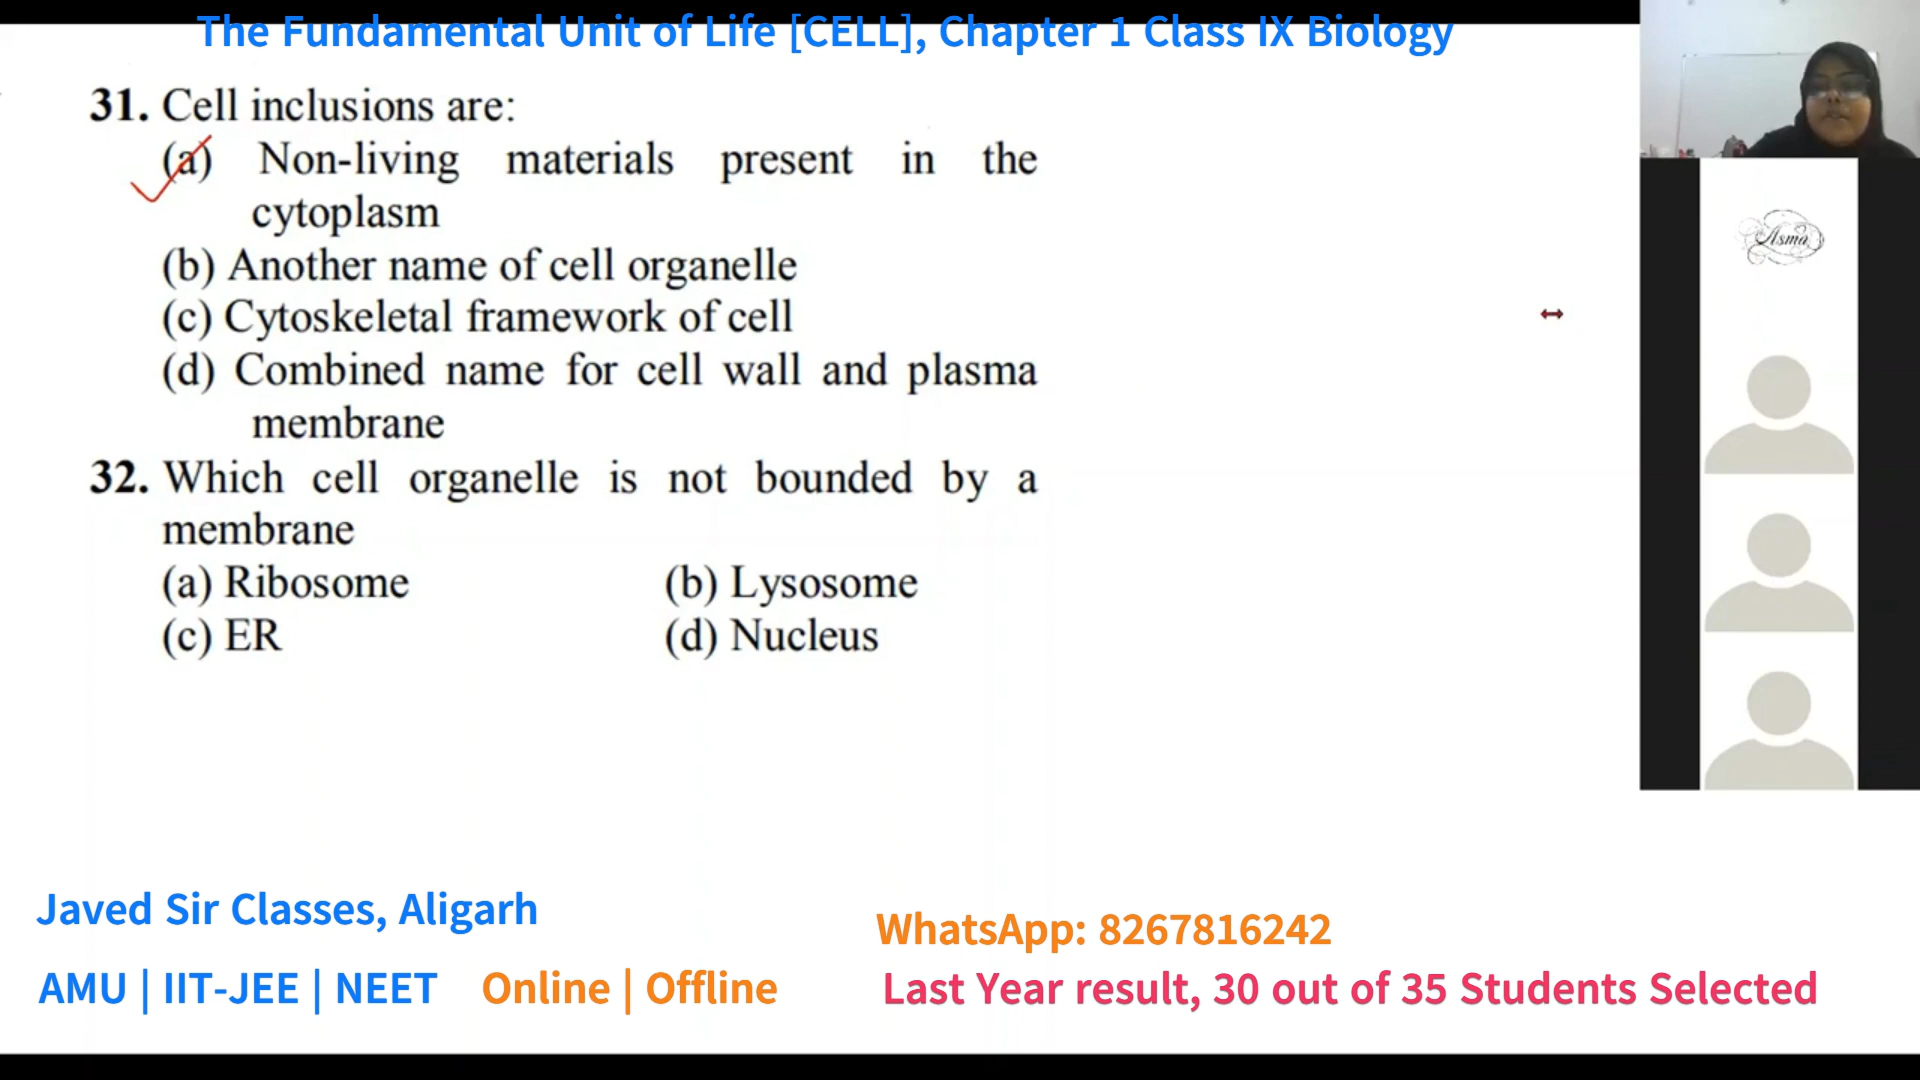 The Fundamental Unit of Life [CELL], Chapter 1 Class IX Biology
31. Cell inclusions are:
(a) Non-living materials present in the
cytoplasm
(b) Another name of cell organelle
(c) Cytoskeletal framework of cell
(d) Combined name for cell wall and plasma
membrane
32. Which cell organelle is not bounded by a
membrane
(a) Ribosome (b) Lysosome
(c) ER (d) Nucleus
Asma
Javed Sir Classes, Aligarh
WhatsApp: 8267816242
AMU | IIT-JEE | NEET Online | Offline
Last Year result, 30 out of 35 Students Selected